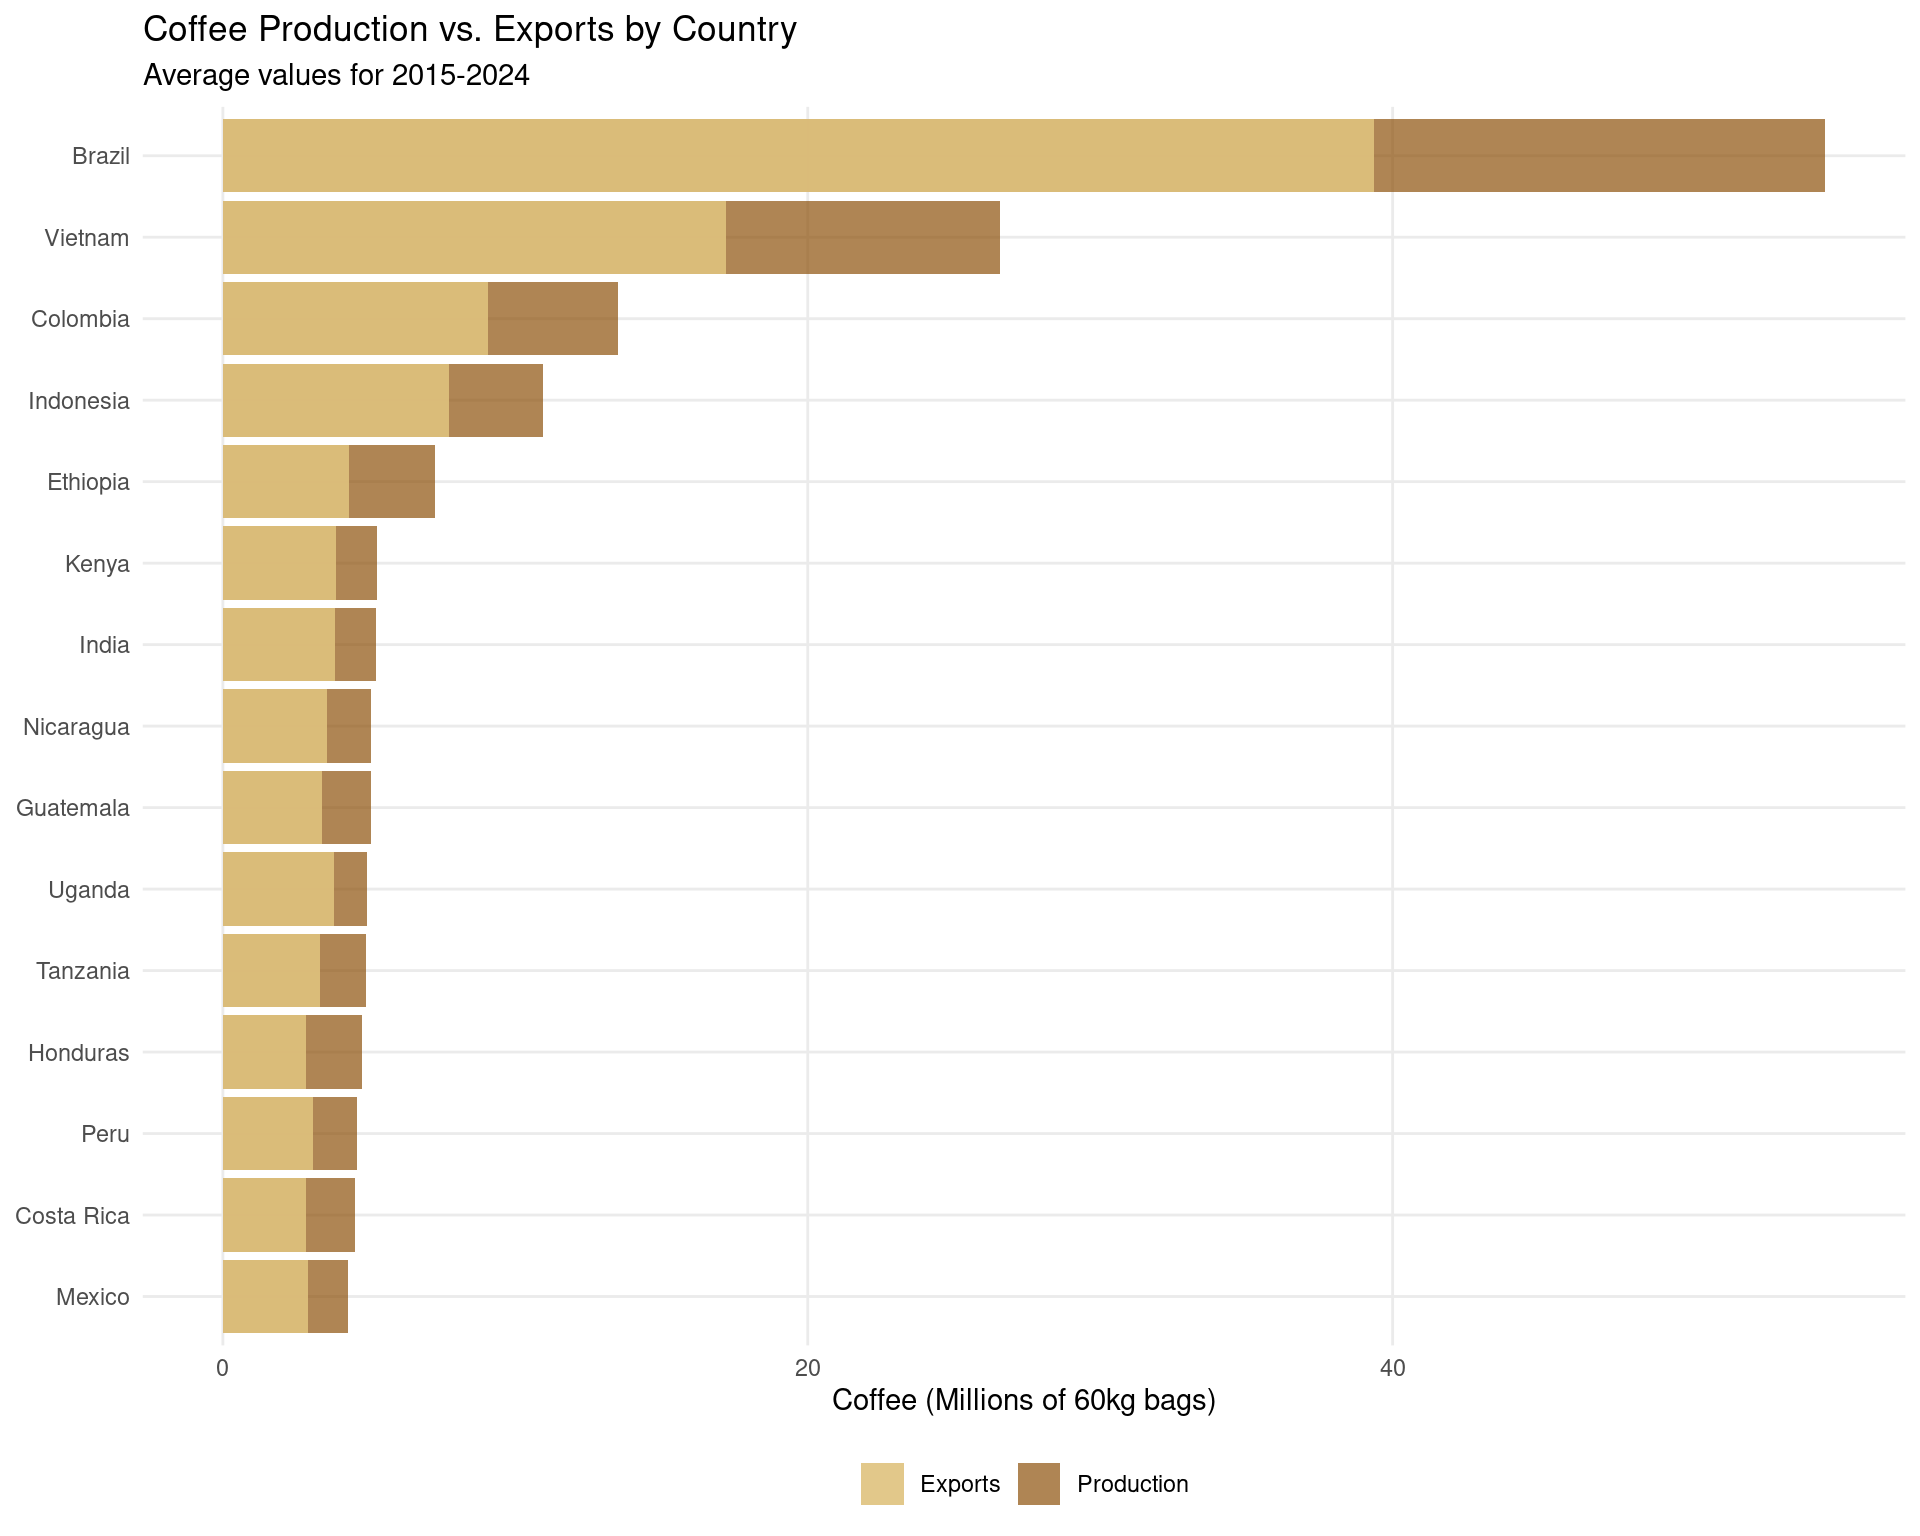 Coffee Production vs. Exports by Country
Average values for 2015-2024
Brazil
Vietnam
Colombia
Indonesia
Ethiopia
Kenya
India
Nicaragua
Guatemala
Uganda
Tanzania
Honduras
Peru
Costa Rica
Mexico
0 20 40
Coffee (Millions of 60kg bags)
Exports Production